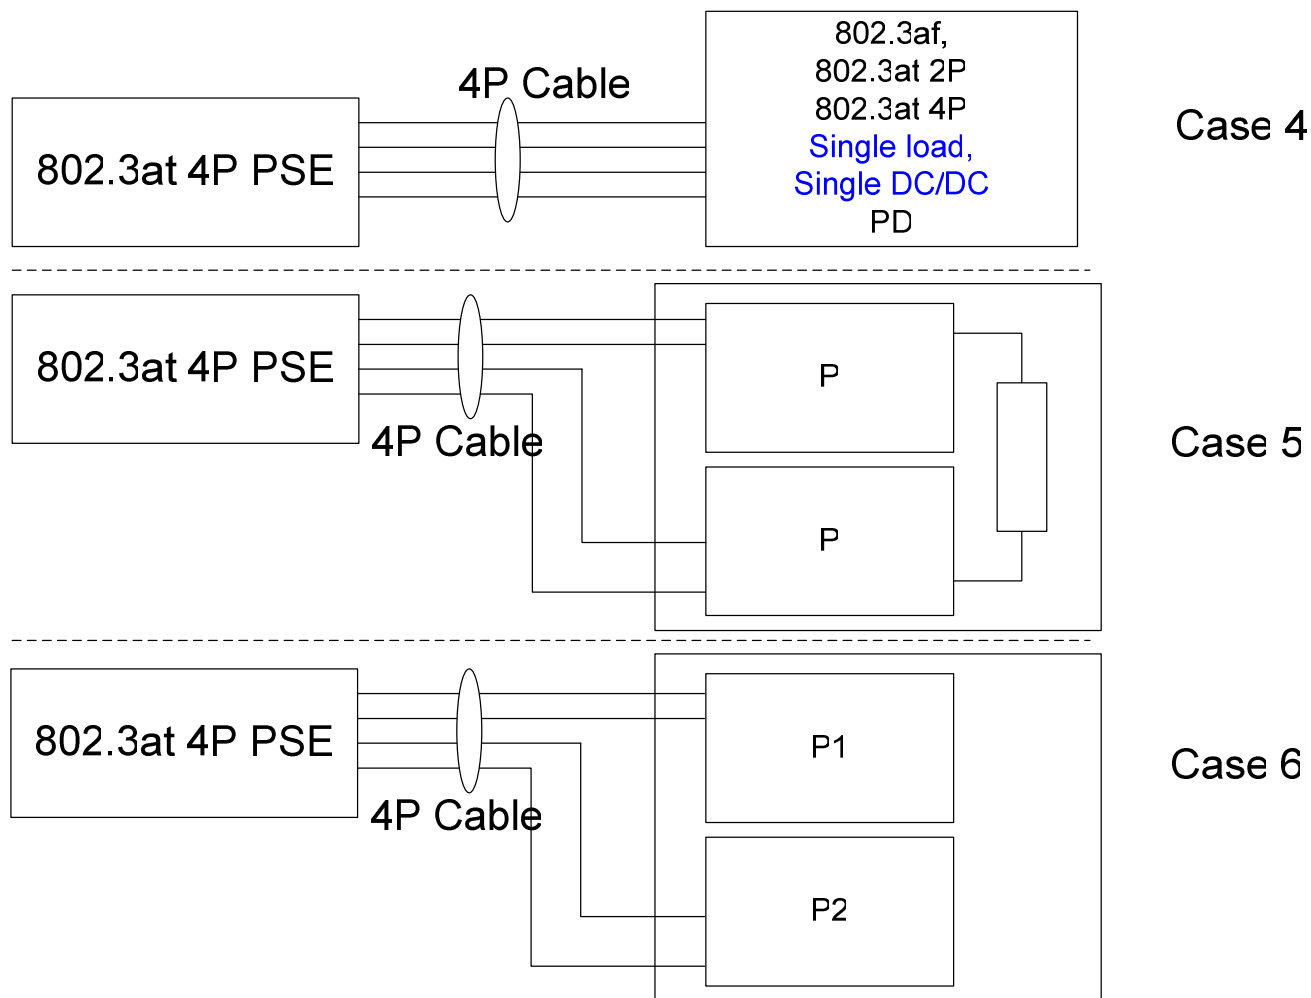 4P Cable
802.3at 4P PSE
802.3af,
802.3at 2P
802.3at 4P
Single load,
Single DC/DC
PD
Case 4
802.3at 4P PSE
4P Cable
P
P
Case 5
802.3at 4P PSE
4P Cable
P1
P2
Case 6